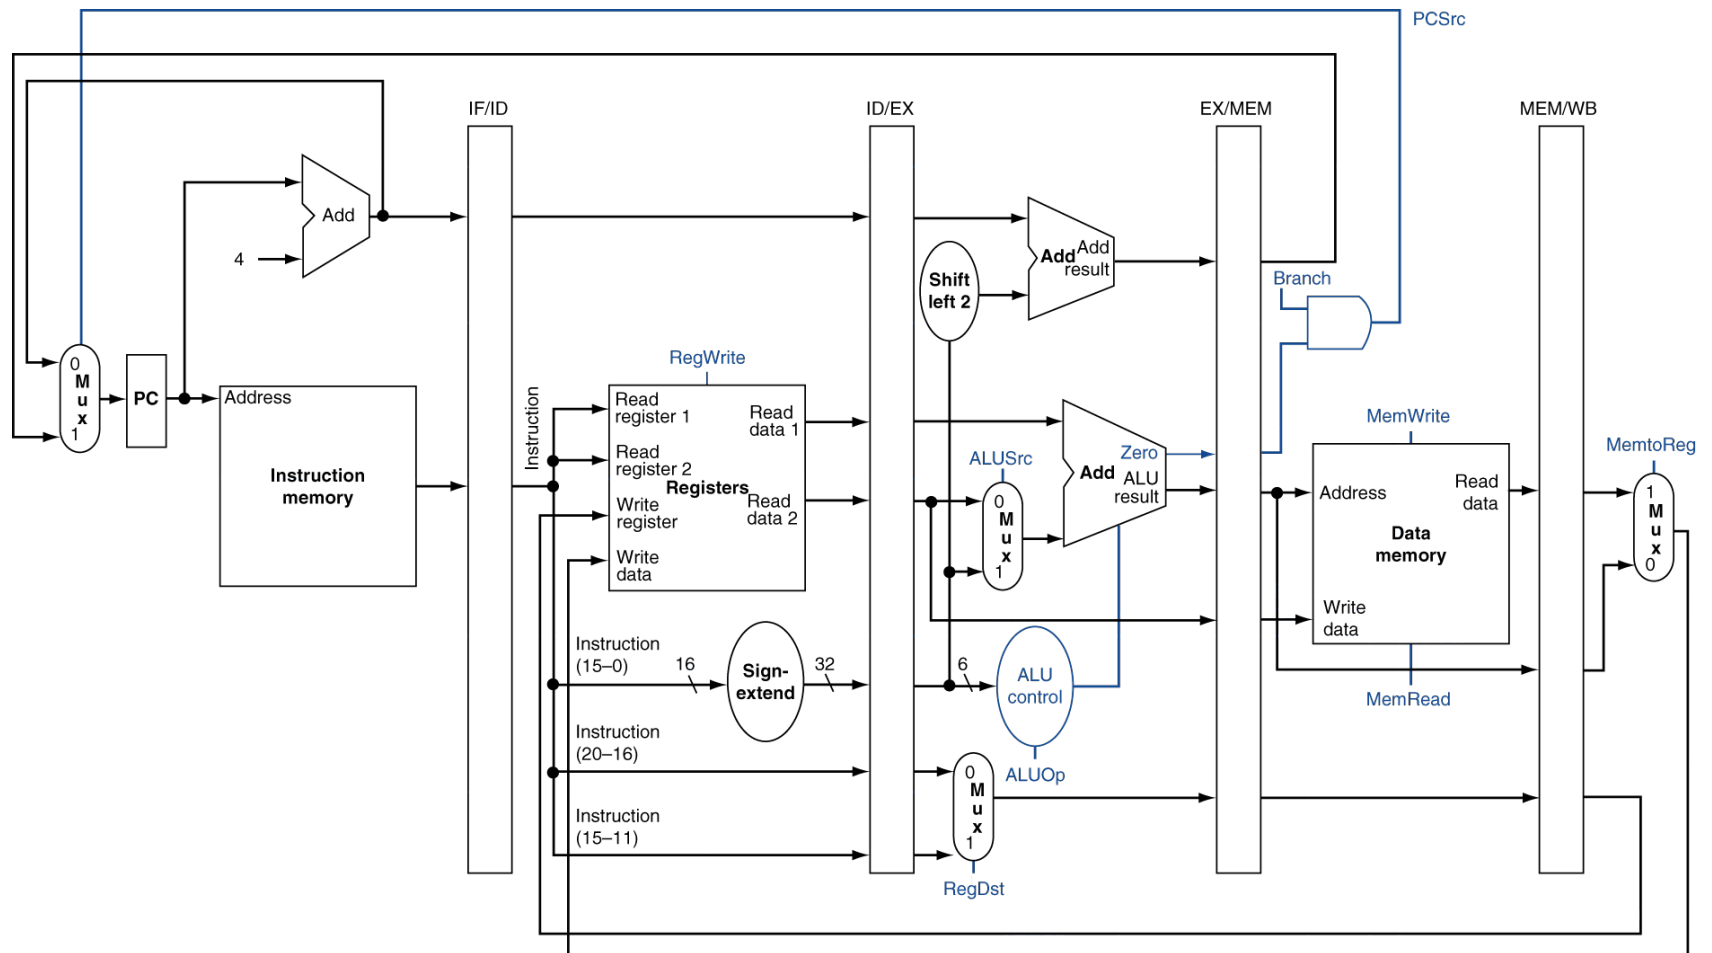 PCSrc
IF/ID
ID/EX
EX/MEM
MEM/WB
Add
4
Add
Add
result
Shift
left 2
Branch
0
M
u
x
1
PC
Address
Instruction
memory
Instruction
RegWrite
Read
register 1
Read
register 2
Write
register
Write
data
Registers
Read
data 1
Read
data 2
ALUSrc
0
M
u
x
1
Zero
Add
ALU
result
MemWrite
Address
Read
data
Data
memory
Write
data
MemRead
MemtoReg
1
M
u
x
0
Instruction
(15–0)
16
Sign-
extend
32
6
ALU
control
ALUOp
Instruction
(20–16)
Instruction
(15–11)
0
M
u
x
1
RegDst